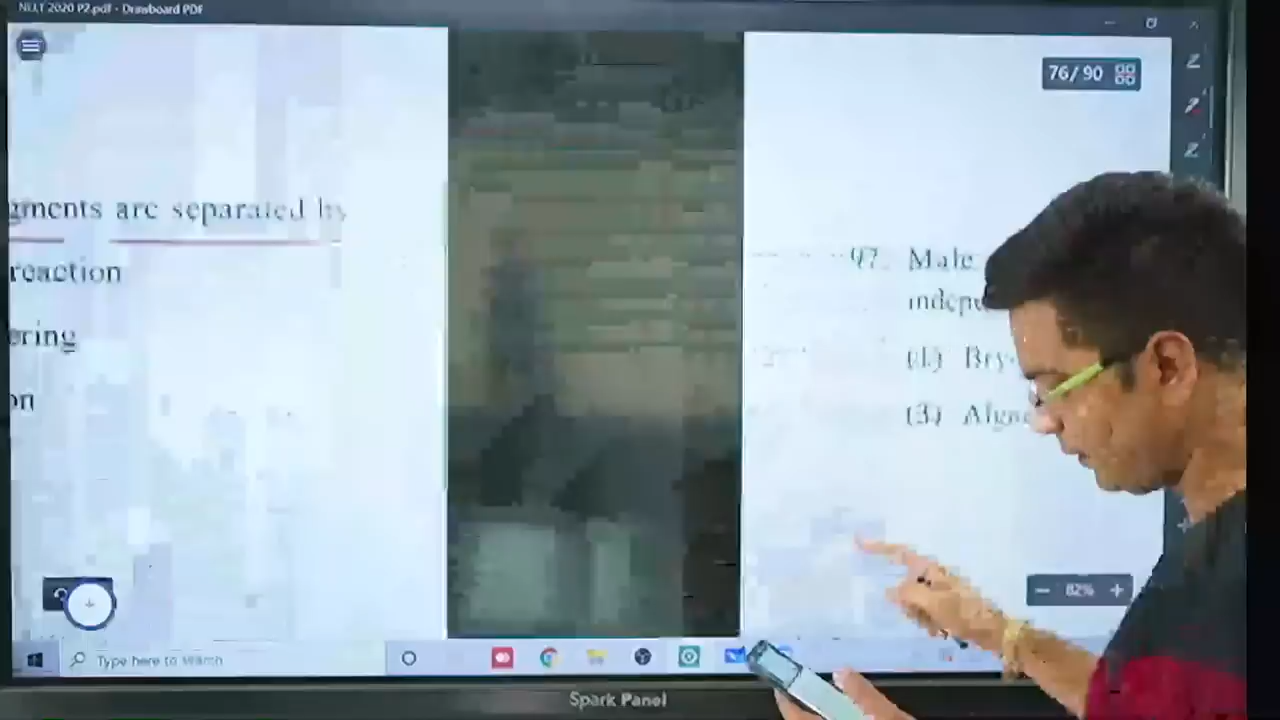 NEET 2020 P2.pdf - Drawboard PDF
76/90
gments are separated by
reaction
ering
on
97. Male
indepe
(1) Bry
(3) Algae
82%
Type here to search
Spark Panel